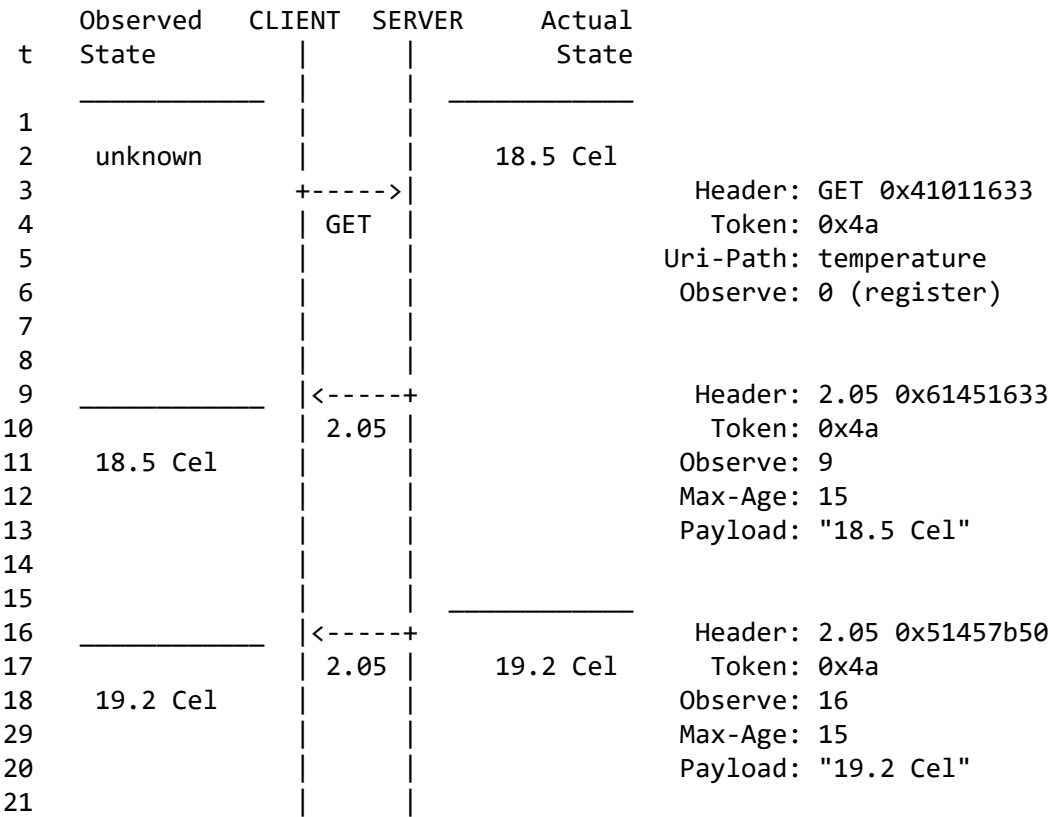 Observed   CLIENT  SERVER     Actual
 t   State         |      |         State
     ____________  |      |  ____________
 1                 |      |
 2    unknown      |      |     18.5 Cel
 3                 +----->|                  Header: GET 0x41011633
 4                 | GET  |                   Token: 0x4a
 5                 |      |                Uri-Path: temperature
 6                 |      |                 Observe: 0 (register)
 7                 |      |
 8                 |      |
 9   ____________  |<-----+                  Header: 2.05 0x61451633
10                 | 2.05 |                   Token: 0x4a
11    18.5 Cel     |      |                 Observe: 9
12                 |      |                 Max-Age: 15
13                 |      |                 Payload: "18.5 Cel"
14                 |      |
15                 |      |  ____________
16   ____________  |<-----+                  Header: 2.05 0x51457b50
17                 | 2.05 |     19.2 Cel      Token: 0x4a
18    19.2 Cel     |      |                 Observe: 16
29                 |      |                 Max-Age: 15
20                 |      |                 Payload: "19.2 Cel"
21                 |      |